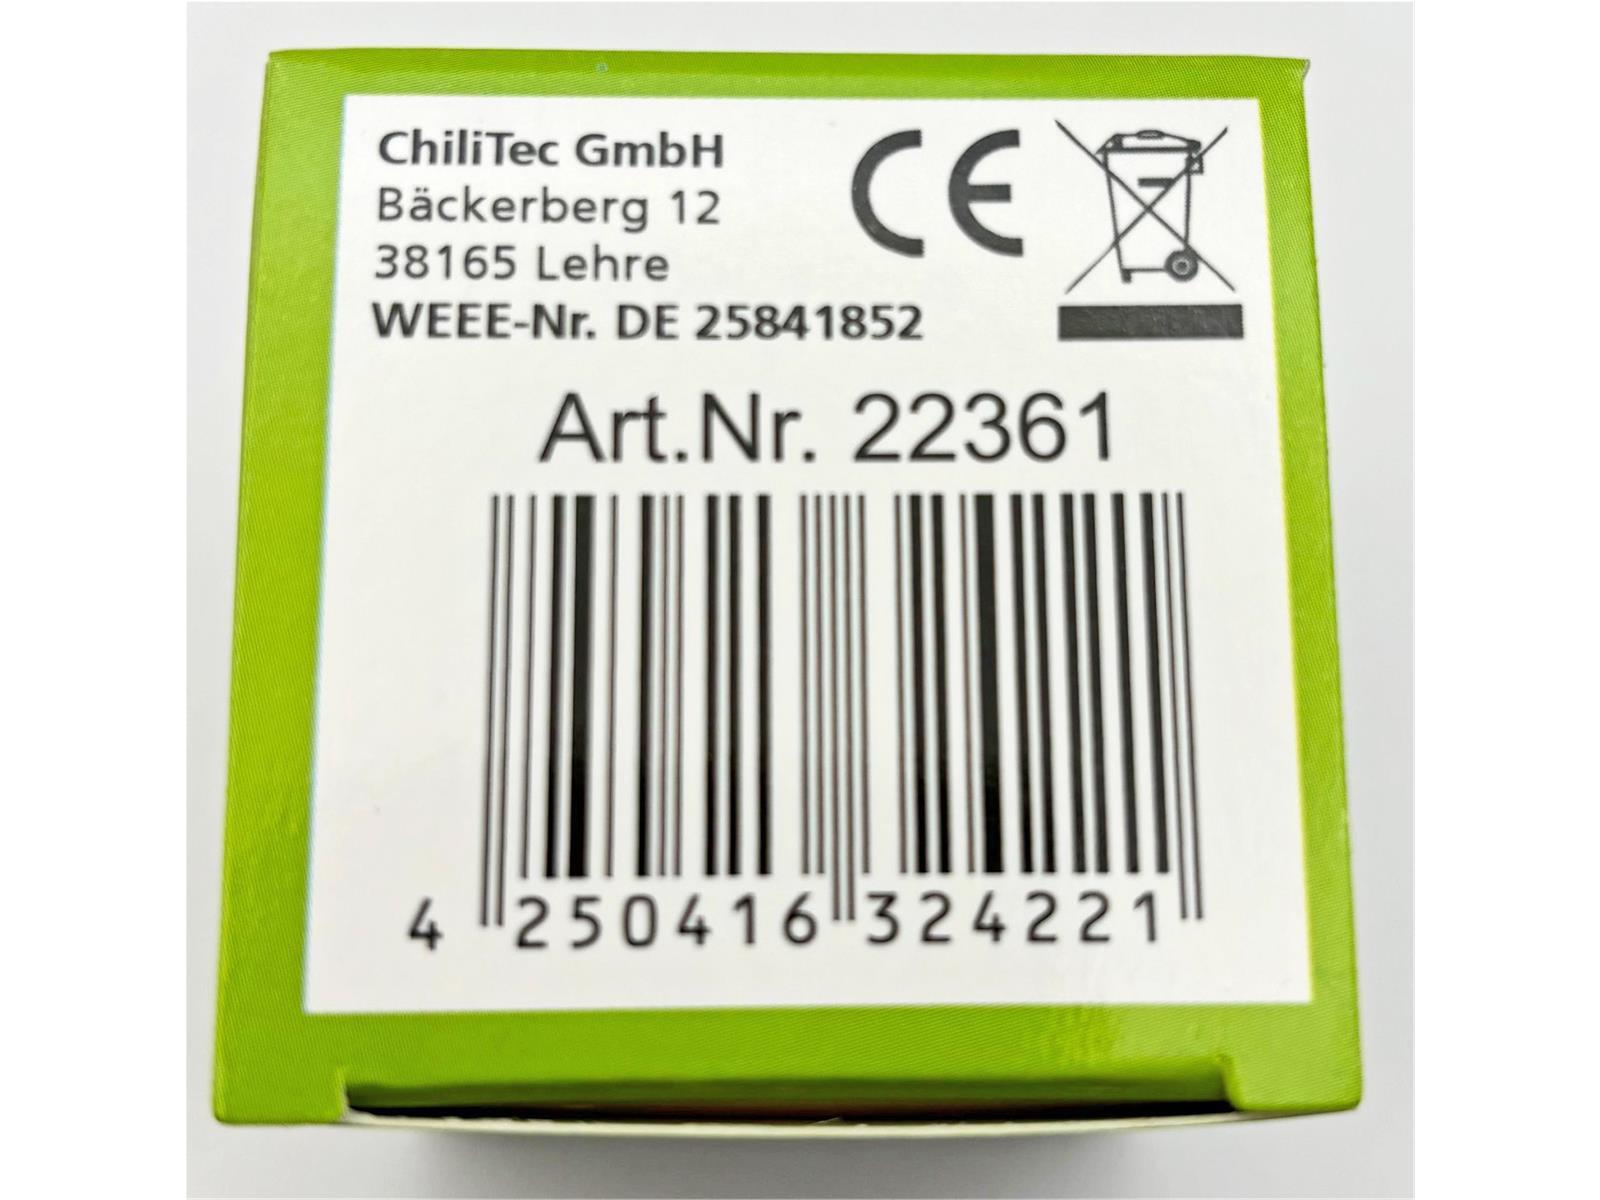 ChiliTec GmbH
Bäckerberg 12
38165 Lehre
WEEE-Nr. DE 25841852
CE
Art.Nr. 22361
4 250416 324221